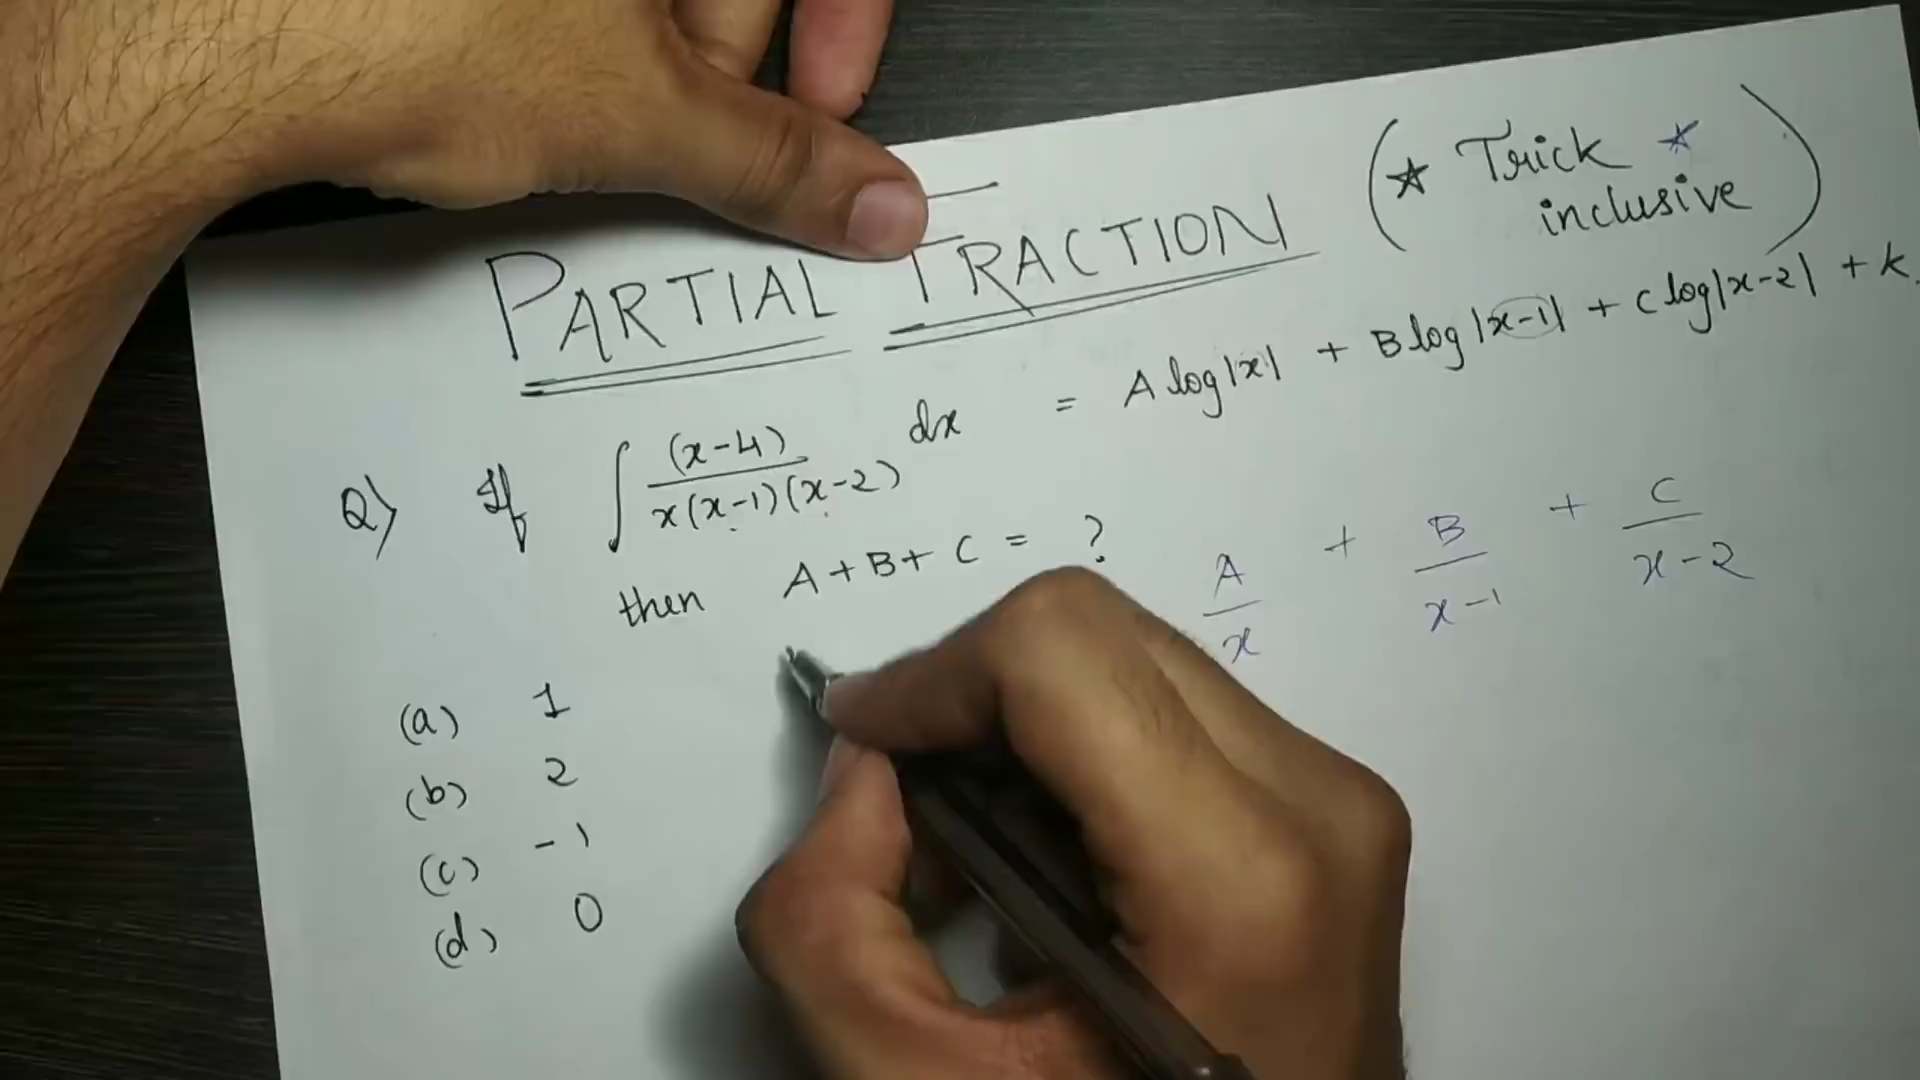 PARTIAL FRACTION
(★ Trick ★
inclusive)
Q) If ∫ (x-4) / x(x-1)(x-2) dx = A log|x| + B log|x-1| + C log|x-2| + k.
then A+B+C = ?
A/x + B/x-1 + C/x-2
(a) 1
(b) 2
(c) -1
(d) 0